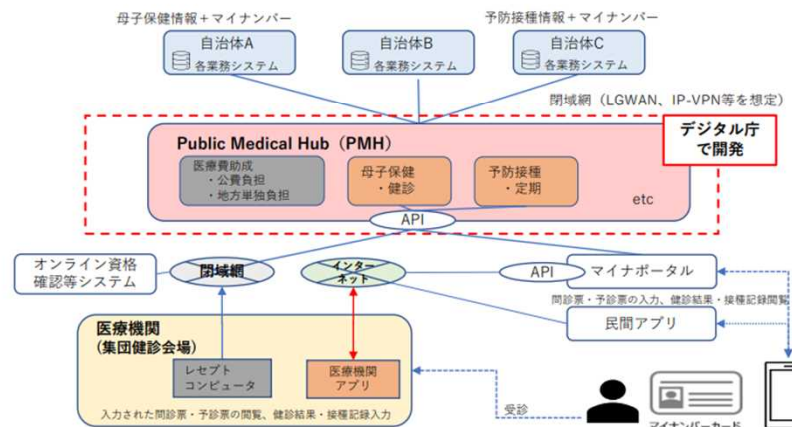 母子保健情報＋マイナンバー
予防接種情報＋マイナンバー
自治体A
各業務システム
自治体B
各業務システム
自治体C
各業務システム
閉域網（LGWAN、IP-VPN等を想定）
デジタル庁
で開発
Public Medical Hub（PMH）
医療費助成
・公費負担
・地方単独負担
母子保健
・健診
予防接種
・定期
etc
API
オンライン資格
確認等システム
閉域網
インター
ネット
API
マイナポータル
問診票・予診票の入力、健診結果・接種記録閲覧
民間アプリ
医療機関
(集団健診会場)
レセプト
コンピュータ
医療機関
アプリ
入力された問診票・予診票の閲覧、健診結果・接種記録入力
受診
マイナンバーカード